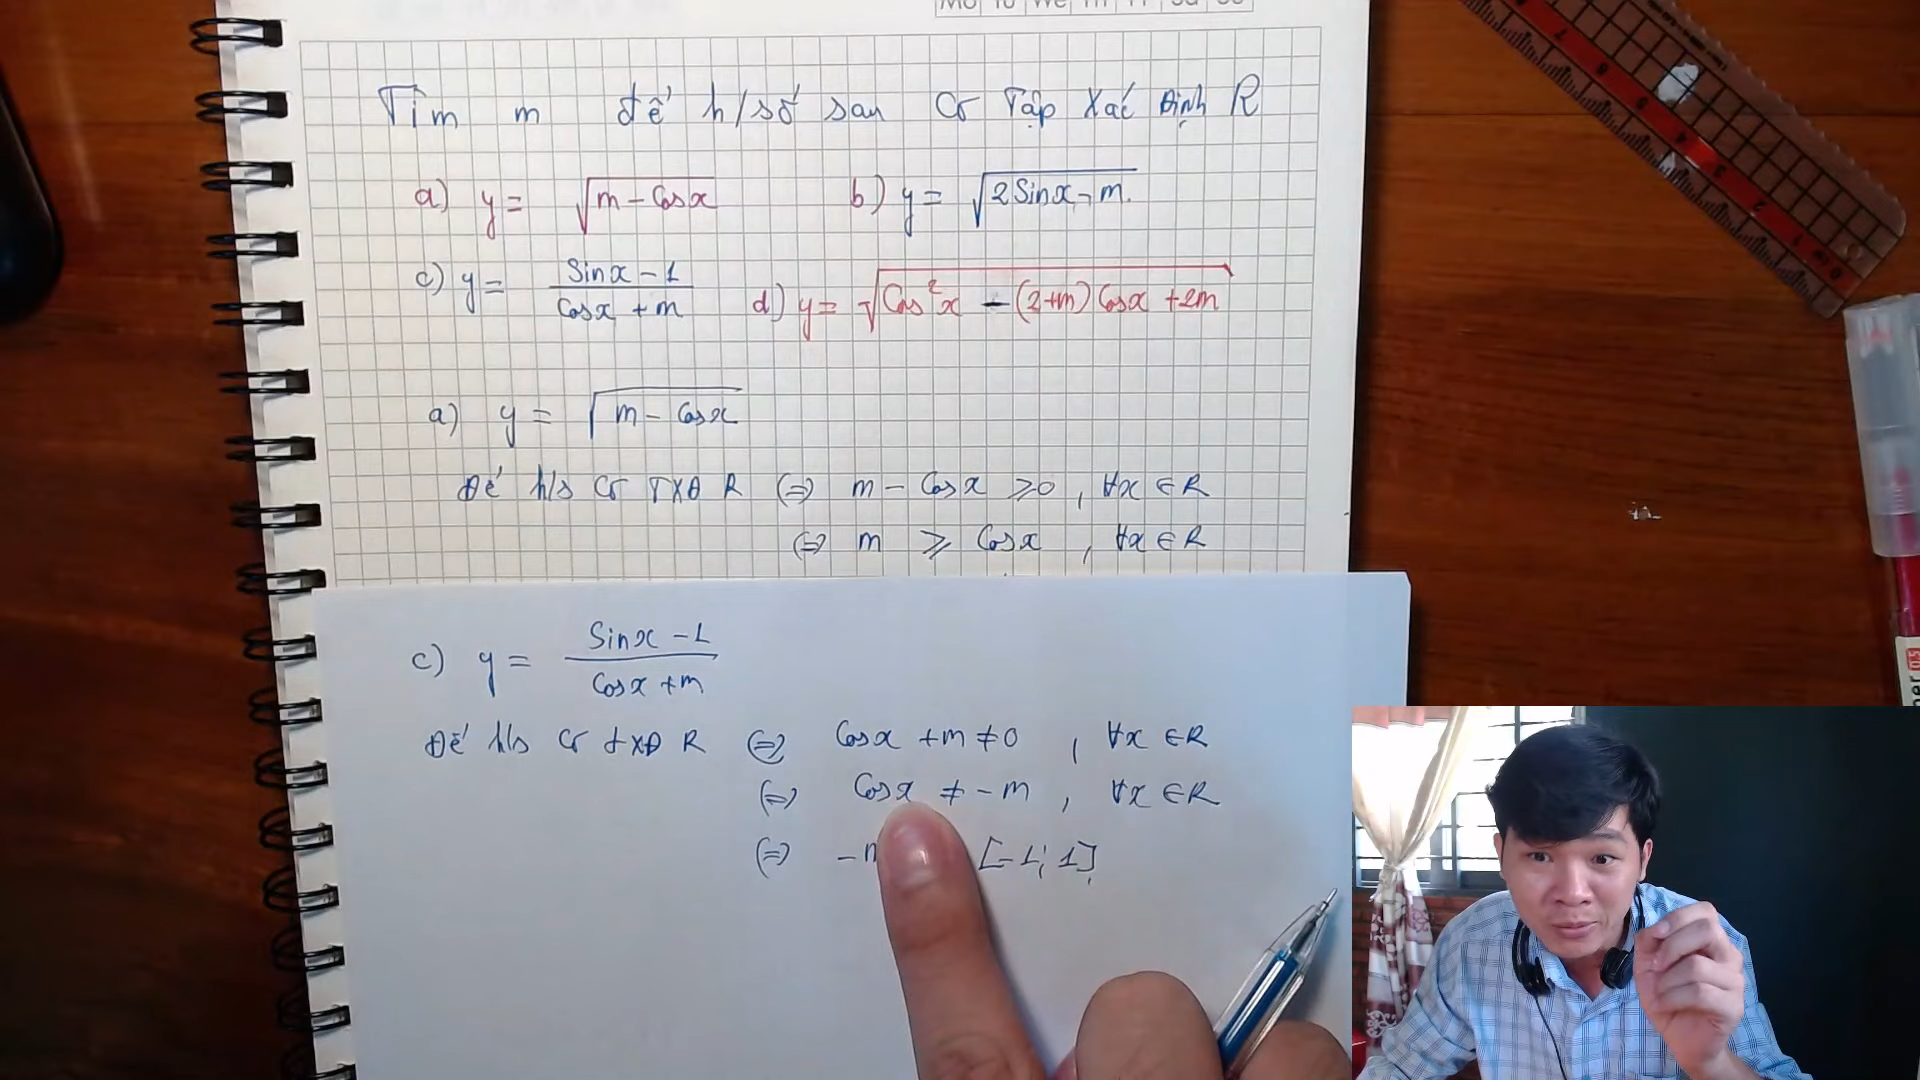 Tìm m để h/số sau có Tập Xác Định R
a) y = √(m - Cosx) b) y = √(2Sinx - m)
c) y = (Sinx - 1)/(Cosx + m) d) y = √(Cos²x - (2+m)Cosx + 2m)
a) y = √(m - Cosx)
Để h/s có TXĐ R ⇔ m - Cosx ≥ 0, ∀x ∈ R
⇔ m ≥ Cosx, ∀x ∈ R
c) y = (Sinx - 1)/(Cosx + m)
Để h/s có TXĐ R ⇔ Cosx + m ≠ 0, ∀x ∈ R
⇔ Cosx ≠ -m, ∀x ∈ R
⇔ -m [-1; 1]